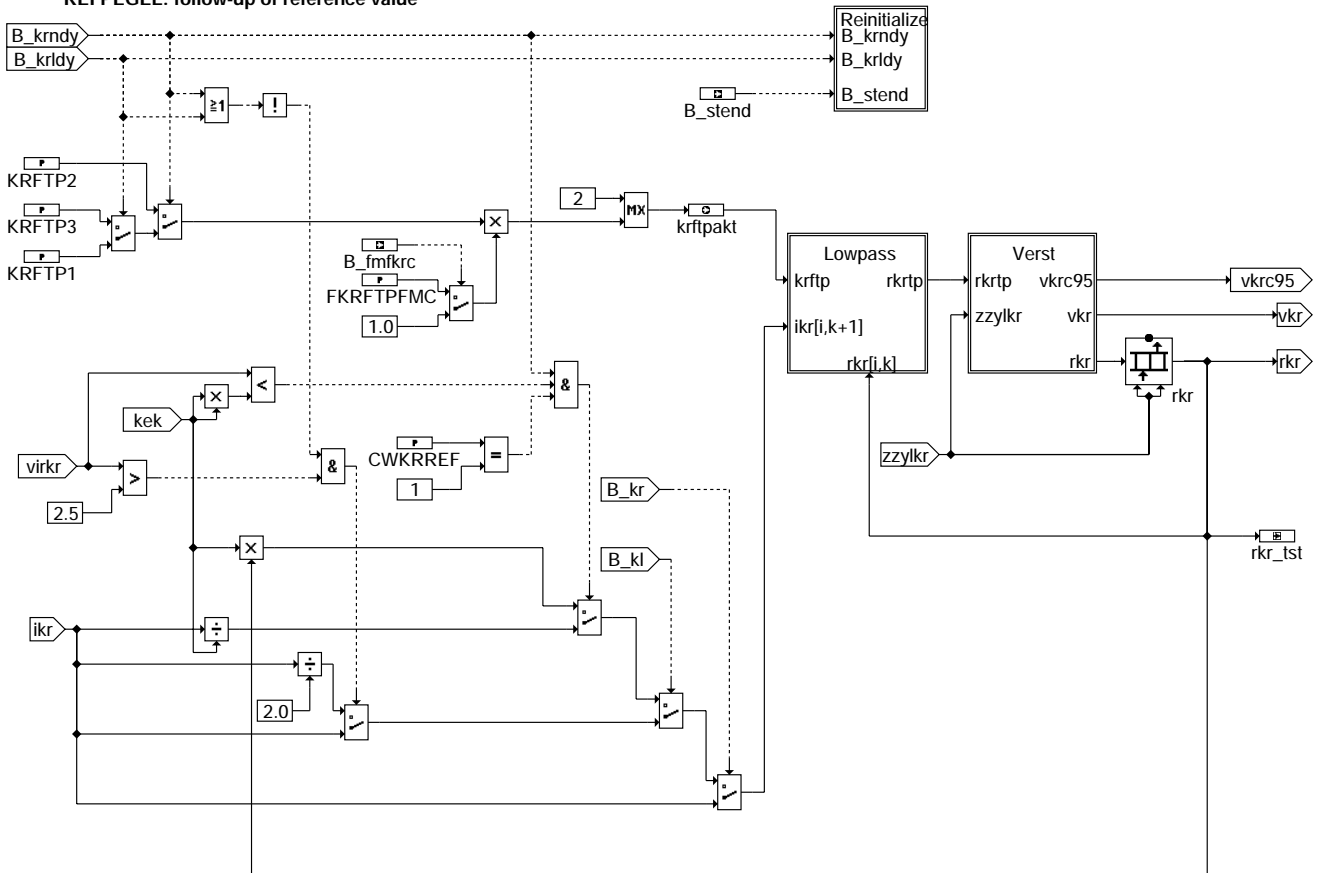 KRFPEGEL: follow-up of reference value
B_krndy
B_krldy
Reinitialize
B_krndy
B_krldy
B_stend
B_stend
≥1
!
P
KRFTP2
P
KRFTP3
P
KRFTP1
2
MX
krftpakt
×
B_fmfkrc
P
FKRFTPFMC
1.0
Lowpass
krftp
rkrtp
ikr[i,k+1]
rkr[i,k]
Verst
rkrtp
vkrc95
zzylkr
vkr
rkr
vkrc95
vkr
rkr
rkr
<
×
kek
&
virkr
>
2.5
&
P
CWKRREF
=
1
zzylkr
B_kr
×
B_kl
rkr_tst
ikr
÷
÷
2.0